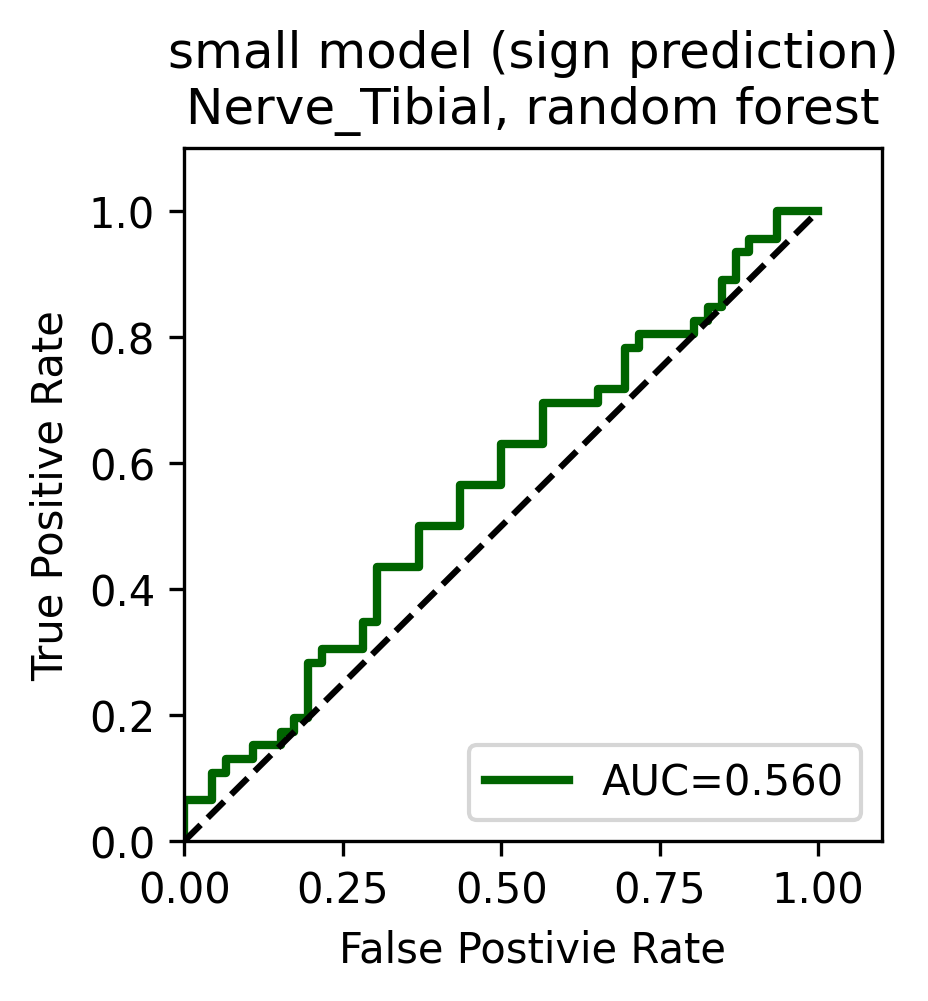 small model (sign prediction)
Nerve_Tibial, random forest
1.0
0.8
0.6
0.4
0.2
0.0
True Positive Rate
AUC=0.560
0.00 0.25 0.50 0.75 1.00
False Postivie Rate